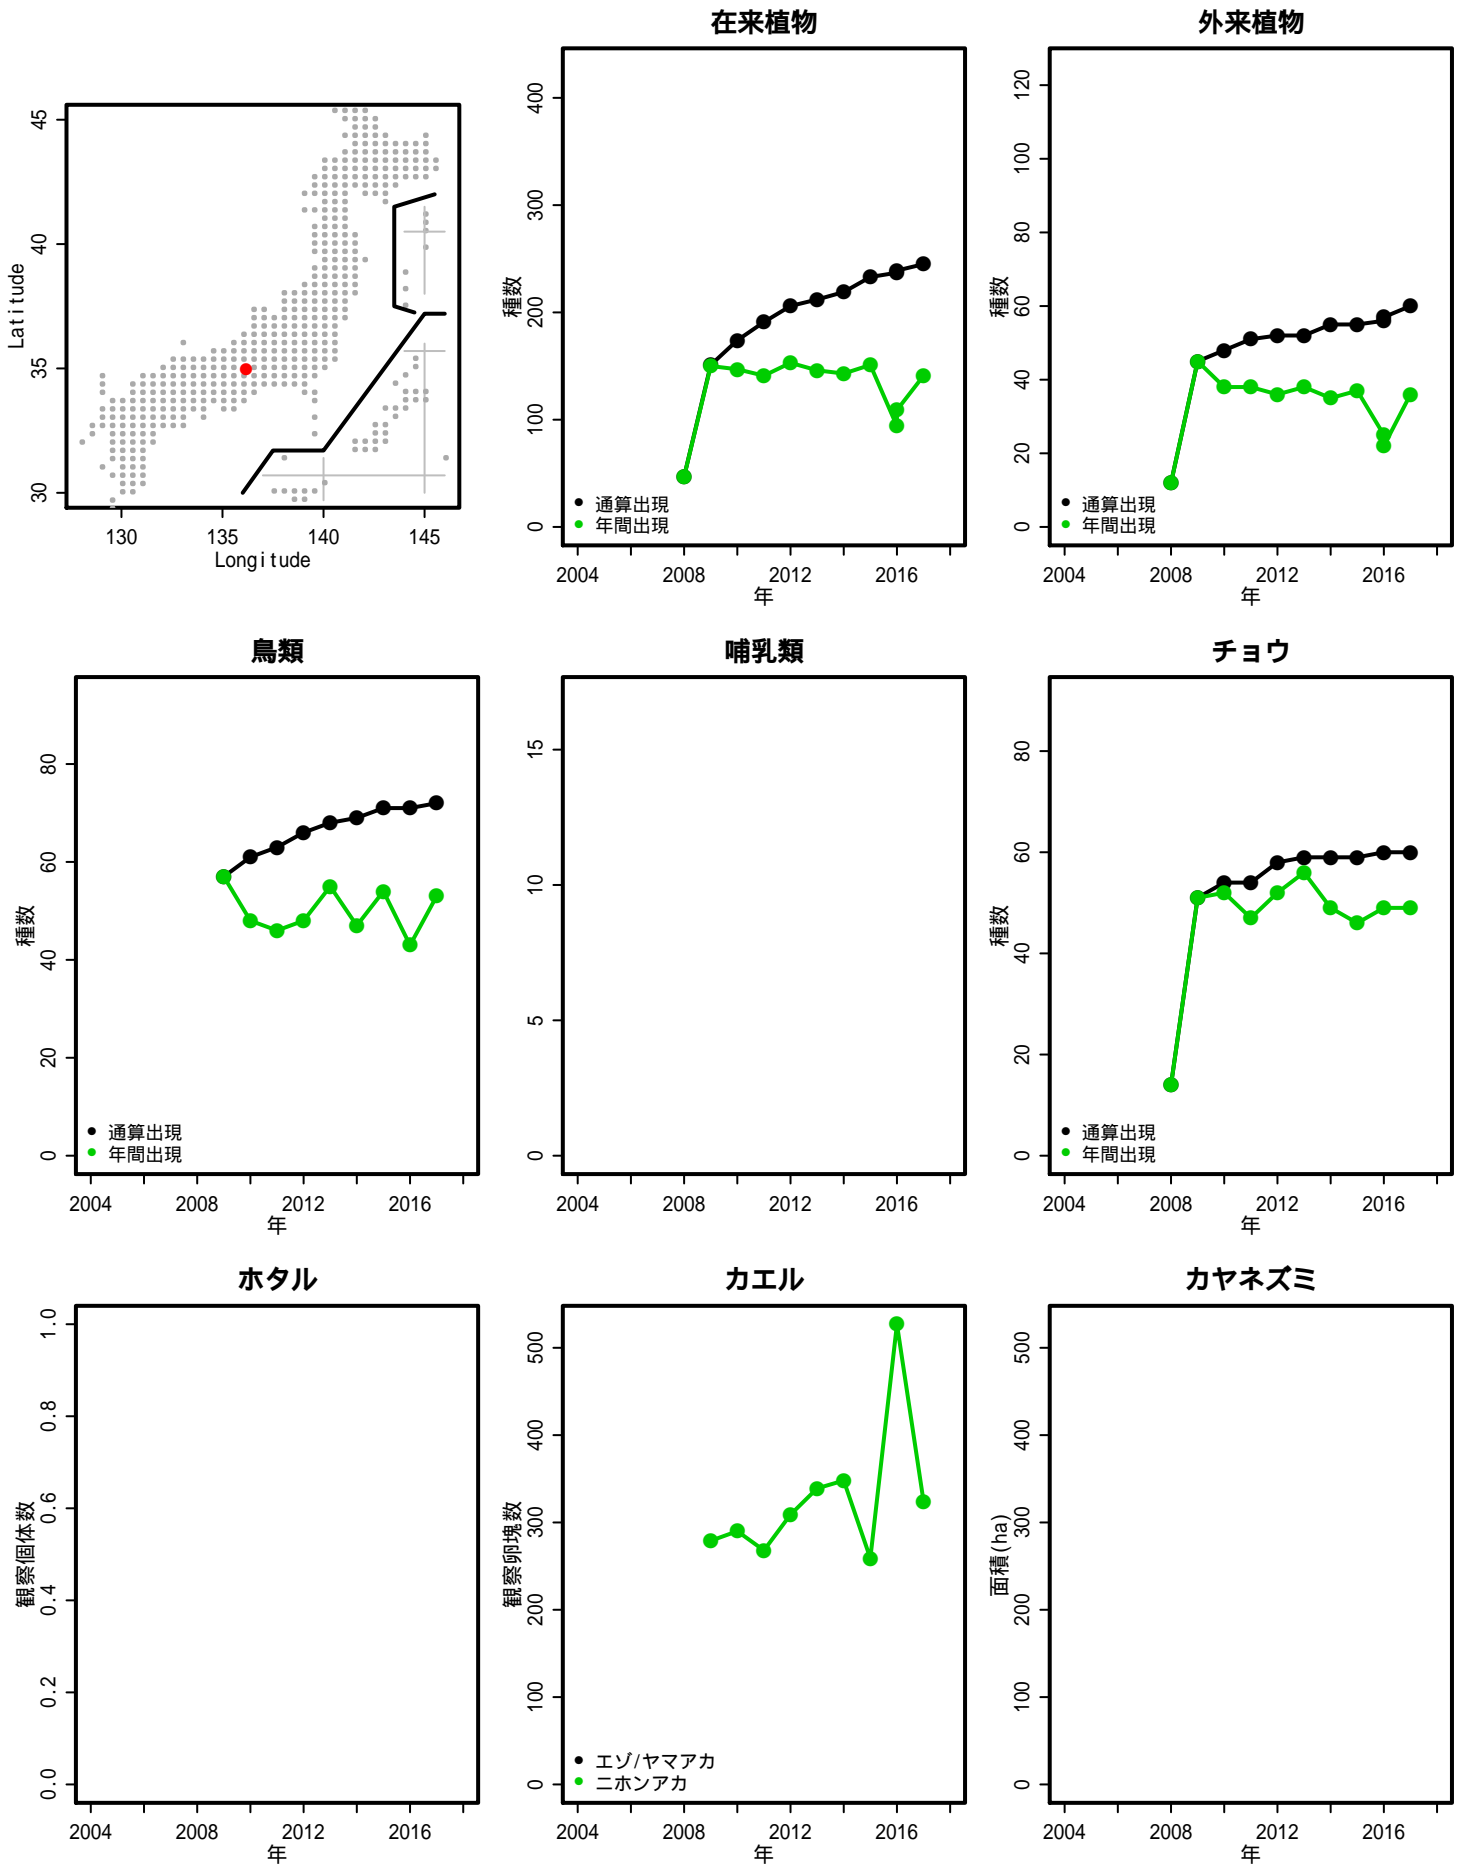 在来植物
外来植物
45
40
35
30
Latitude
130 135 140 145
Longitude
400
300
200
100
0
種数
通算出現
年間出現
2004 2008 2012 2016
年
120
100
80
60
40
20
0
種数
通算出現
年間出現
2004 2008 2012 2016
年
鳥類
哺乳類
チョウ
80
60
40
20
0
種数
通算出現
年間出現
2004 2008 2012 2016
年
15
10
5
0
2004 2008 2012 2016
年
80
60
40
20
0
種数
通算出現
年間出現
2004 2008 2012 2016
年
ホタル
カエル
カヤネズミ
1.0
0.8
0.6
0.4
0.2
0.0
観察個体数
2004 2008 2012 2016
年
500
400
300
200
100
0
観察卵塊数
エゾ/ヤマアカ
ニホンアカ
2004 2008 2012 2016
年
500
400
300
200
100
0
面積(ha)
2004 2008 2012 2016
年